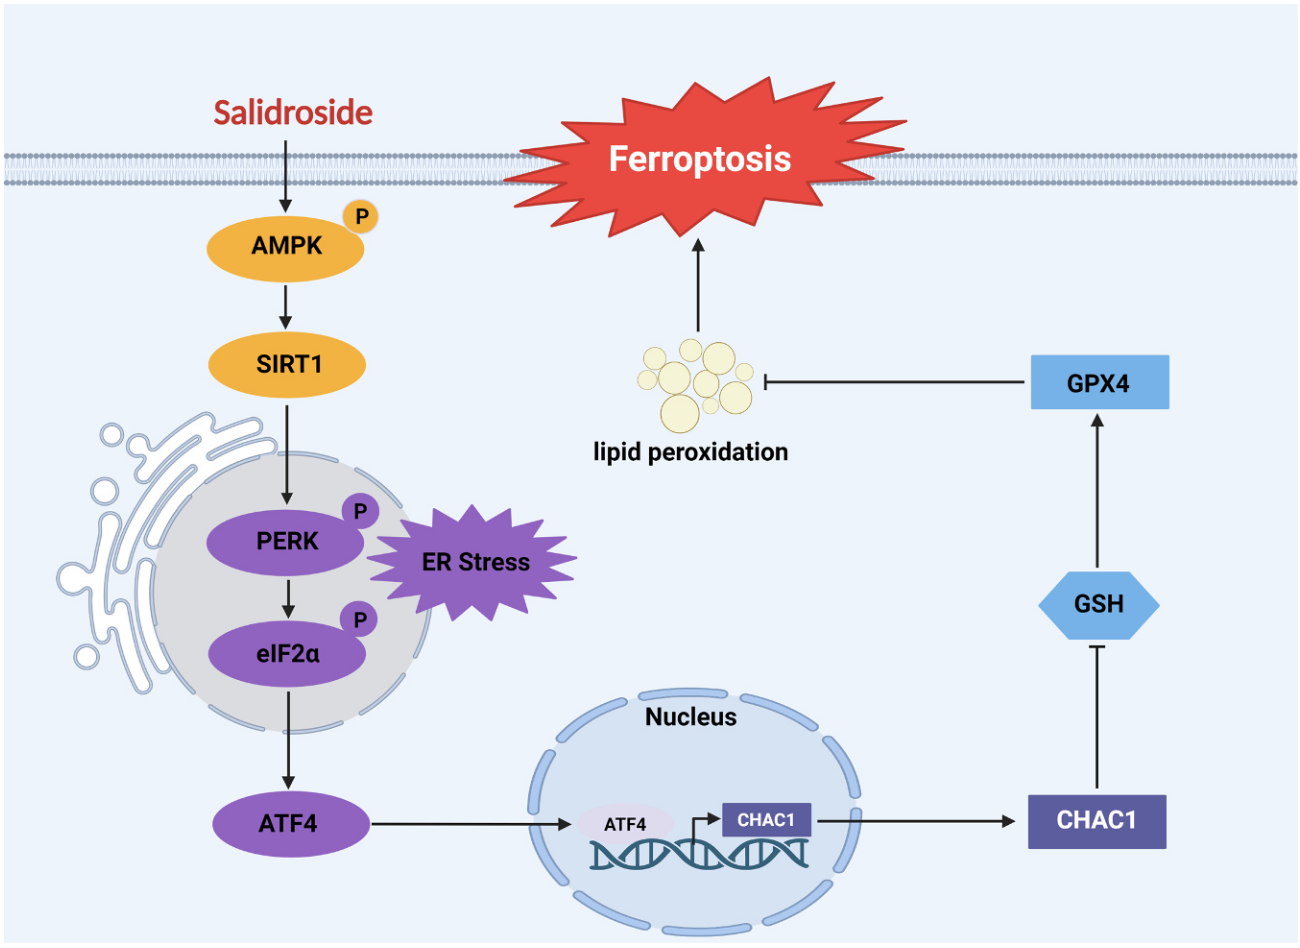 Salidroside
Ferroptosis
P
AMPK
SIRT1
GPX4
lipid peroxidation
P
PERK
ER Stress
GSH
P
eIF2α
Nucleus
ATF4
ATF4
CHAC1
CHAC1